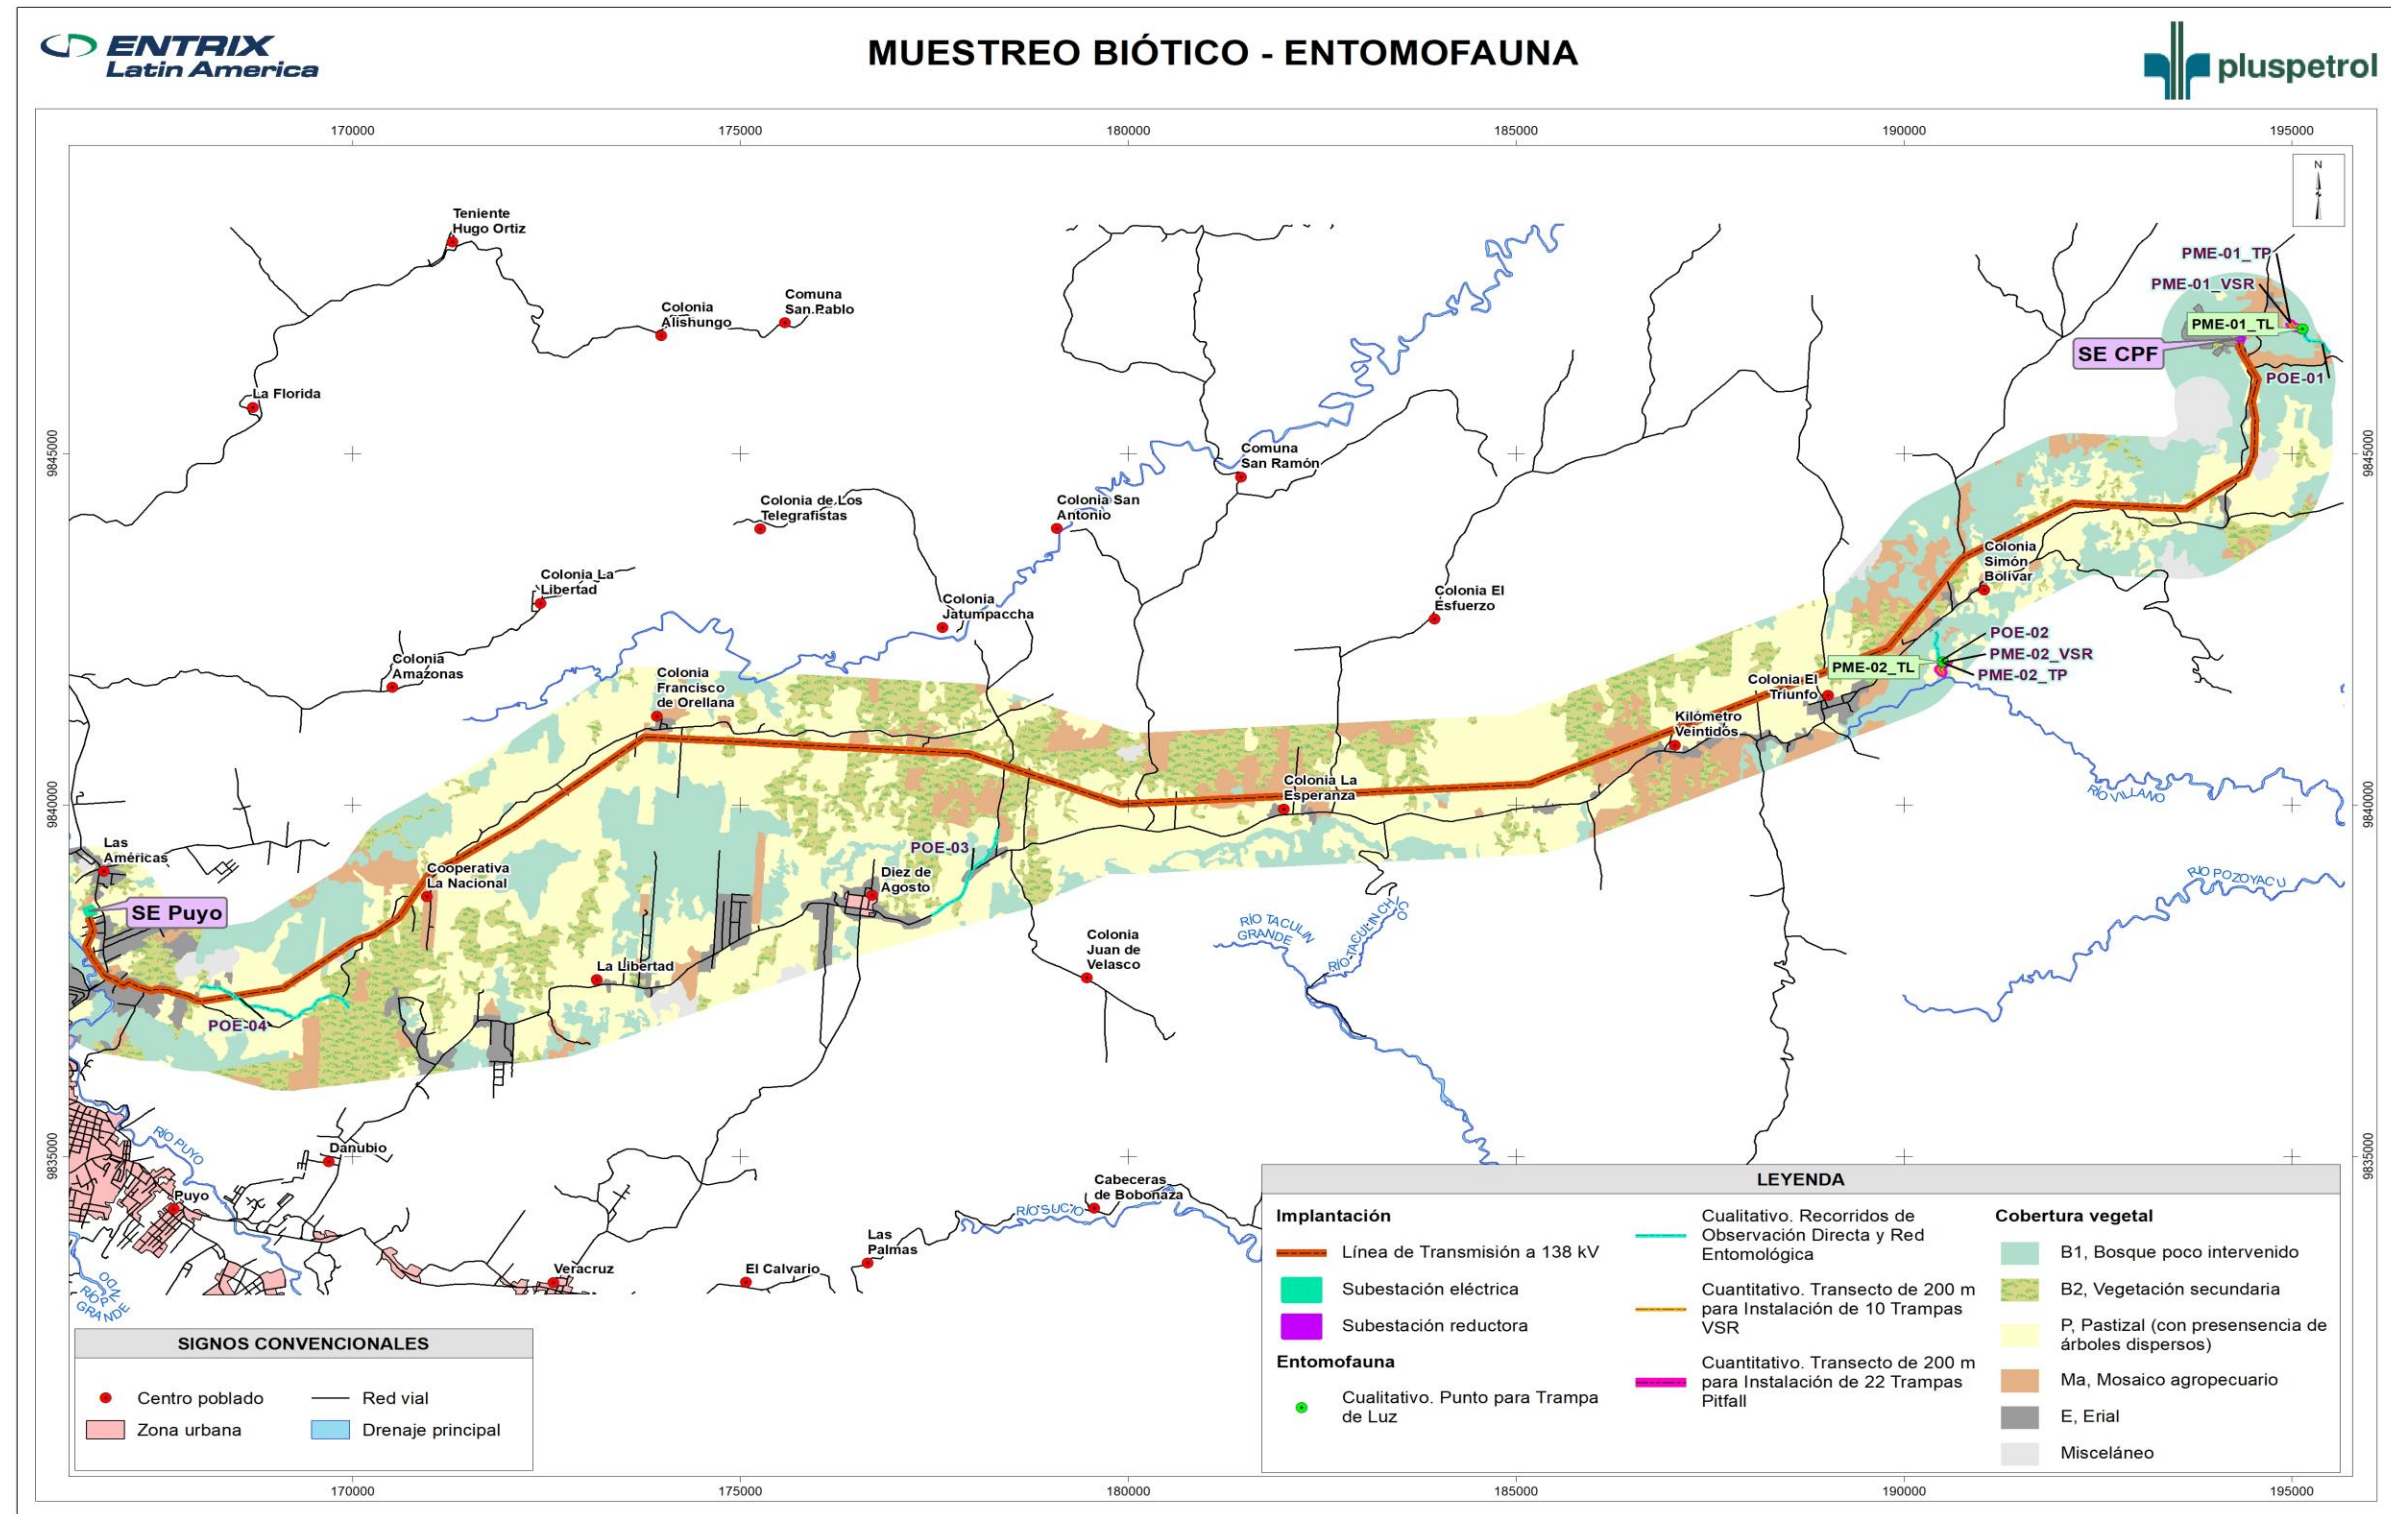 ENTRIX
Latin America
MUESTREO BIÓTICO - ENTOMOFAUNA
pluspetrol
170000
175000
180000
185000
190000
195000
N
Teniente
Hugo Ortiz
Colonia
Alishungo
Comuna
San Pablo
PME-01_TP
PME-01_VSR
PME-01_TL
SE CPF
POE-01
La Florida
9845000
9845000
Comuna
San Ramón
Colonia de Los
Telegrafistas
Colonia San
Antonio
Colonia
Simón
Bolívar
Colonia La
Libertad
Colonia
Jatumpaccha
Colonia El
Esfuerzo
POE-02
PME-02_VSR
PME-02_TP
PME-02_TL
Colonia
Amazonas
Colonia
Francisco
de Orellana
Colonia El
Triunfo
Kilómetro
Veintidós
Colonia La
Esperanza
9840000
9840000
RÍO VILLANO
Las
Américas
POE-03
Cooperativa
La Nacional
Diez de
Agosto
RÍO POZOYACU
SE Puyo
RÍO TACULIN
GRANDE
RÍO TACULIN CHICO
Colonia
Juan de
Velasco
La Libertad
POE-04
9835000
9835000
RÍO PUYO
Danubio
Puyo
Cabeceras
de Bobonaza
RÍO SUCIO
Las
Palmas
Veracruz
El Calvario
GRANDE
SIGNOS CONVENCIONALES
Centro poblado
Red vial
Zona urbana
Drenaje principal
LEYENDA
Implantación
Línea de Transmisión a 138 kV
Subestación eléctrica
Subestación reductora
Entomofauna
Cualitativo. Punto para Trampa
de Luz
Cualitativo. Recorridos de
Observación Directa y Red
Entomológica
Cuantitativo. Transecto de 200 m
para Instalación de 10 Trampas
VSR
Cuantitativo. Transecto de 200 m
para Instalación de 22 Trampas
Pitfall
Cobertura vegetal
B1, Bosque poco intervenido
B2, Vegetación secundaria
P, Pastizal (con presensencia de
árboles dispersos)
Ma, Mosaico agropecuario
E, Erial
Misceláneo
170000
175000
180000
185000
190000
195000